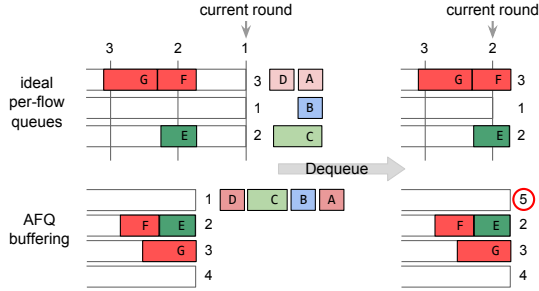 current round
current round
3 2 1
3 2
ideal
per-flow
queues
G F 3 D A
1 B
E 2 C
G F 3
1
E 2
Dequeue
AFQ
buffering
1 D C B A
F E 2
G 3
4
5
F E 2
G 3
4